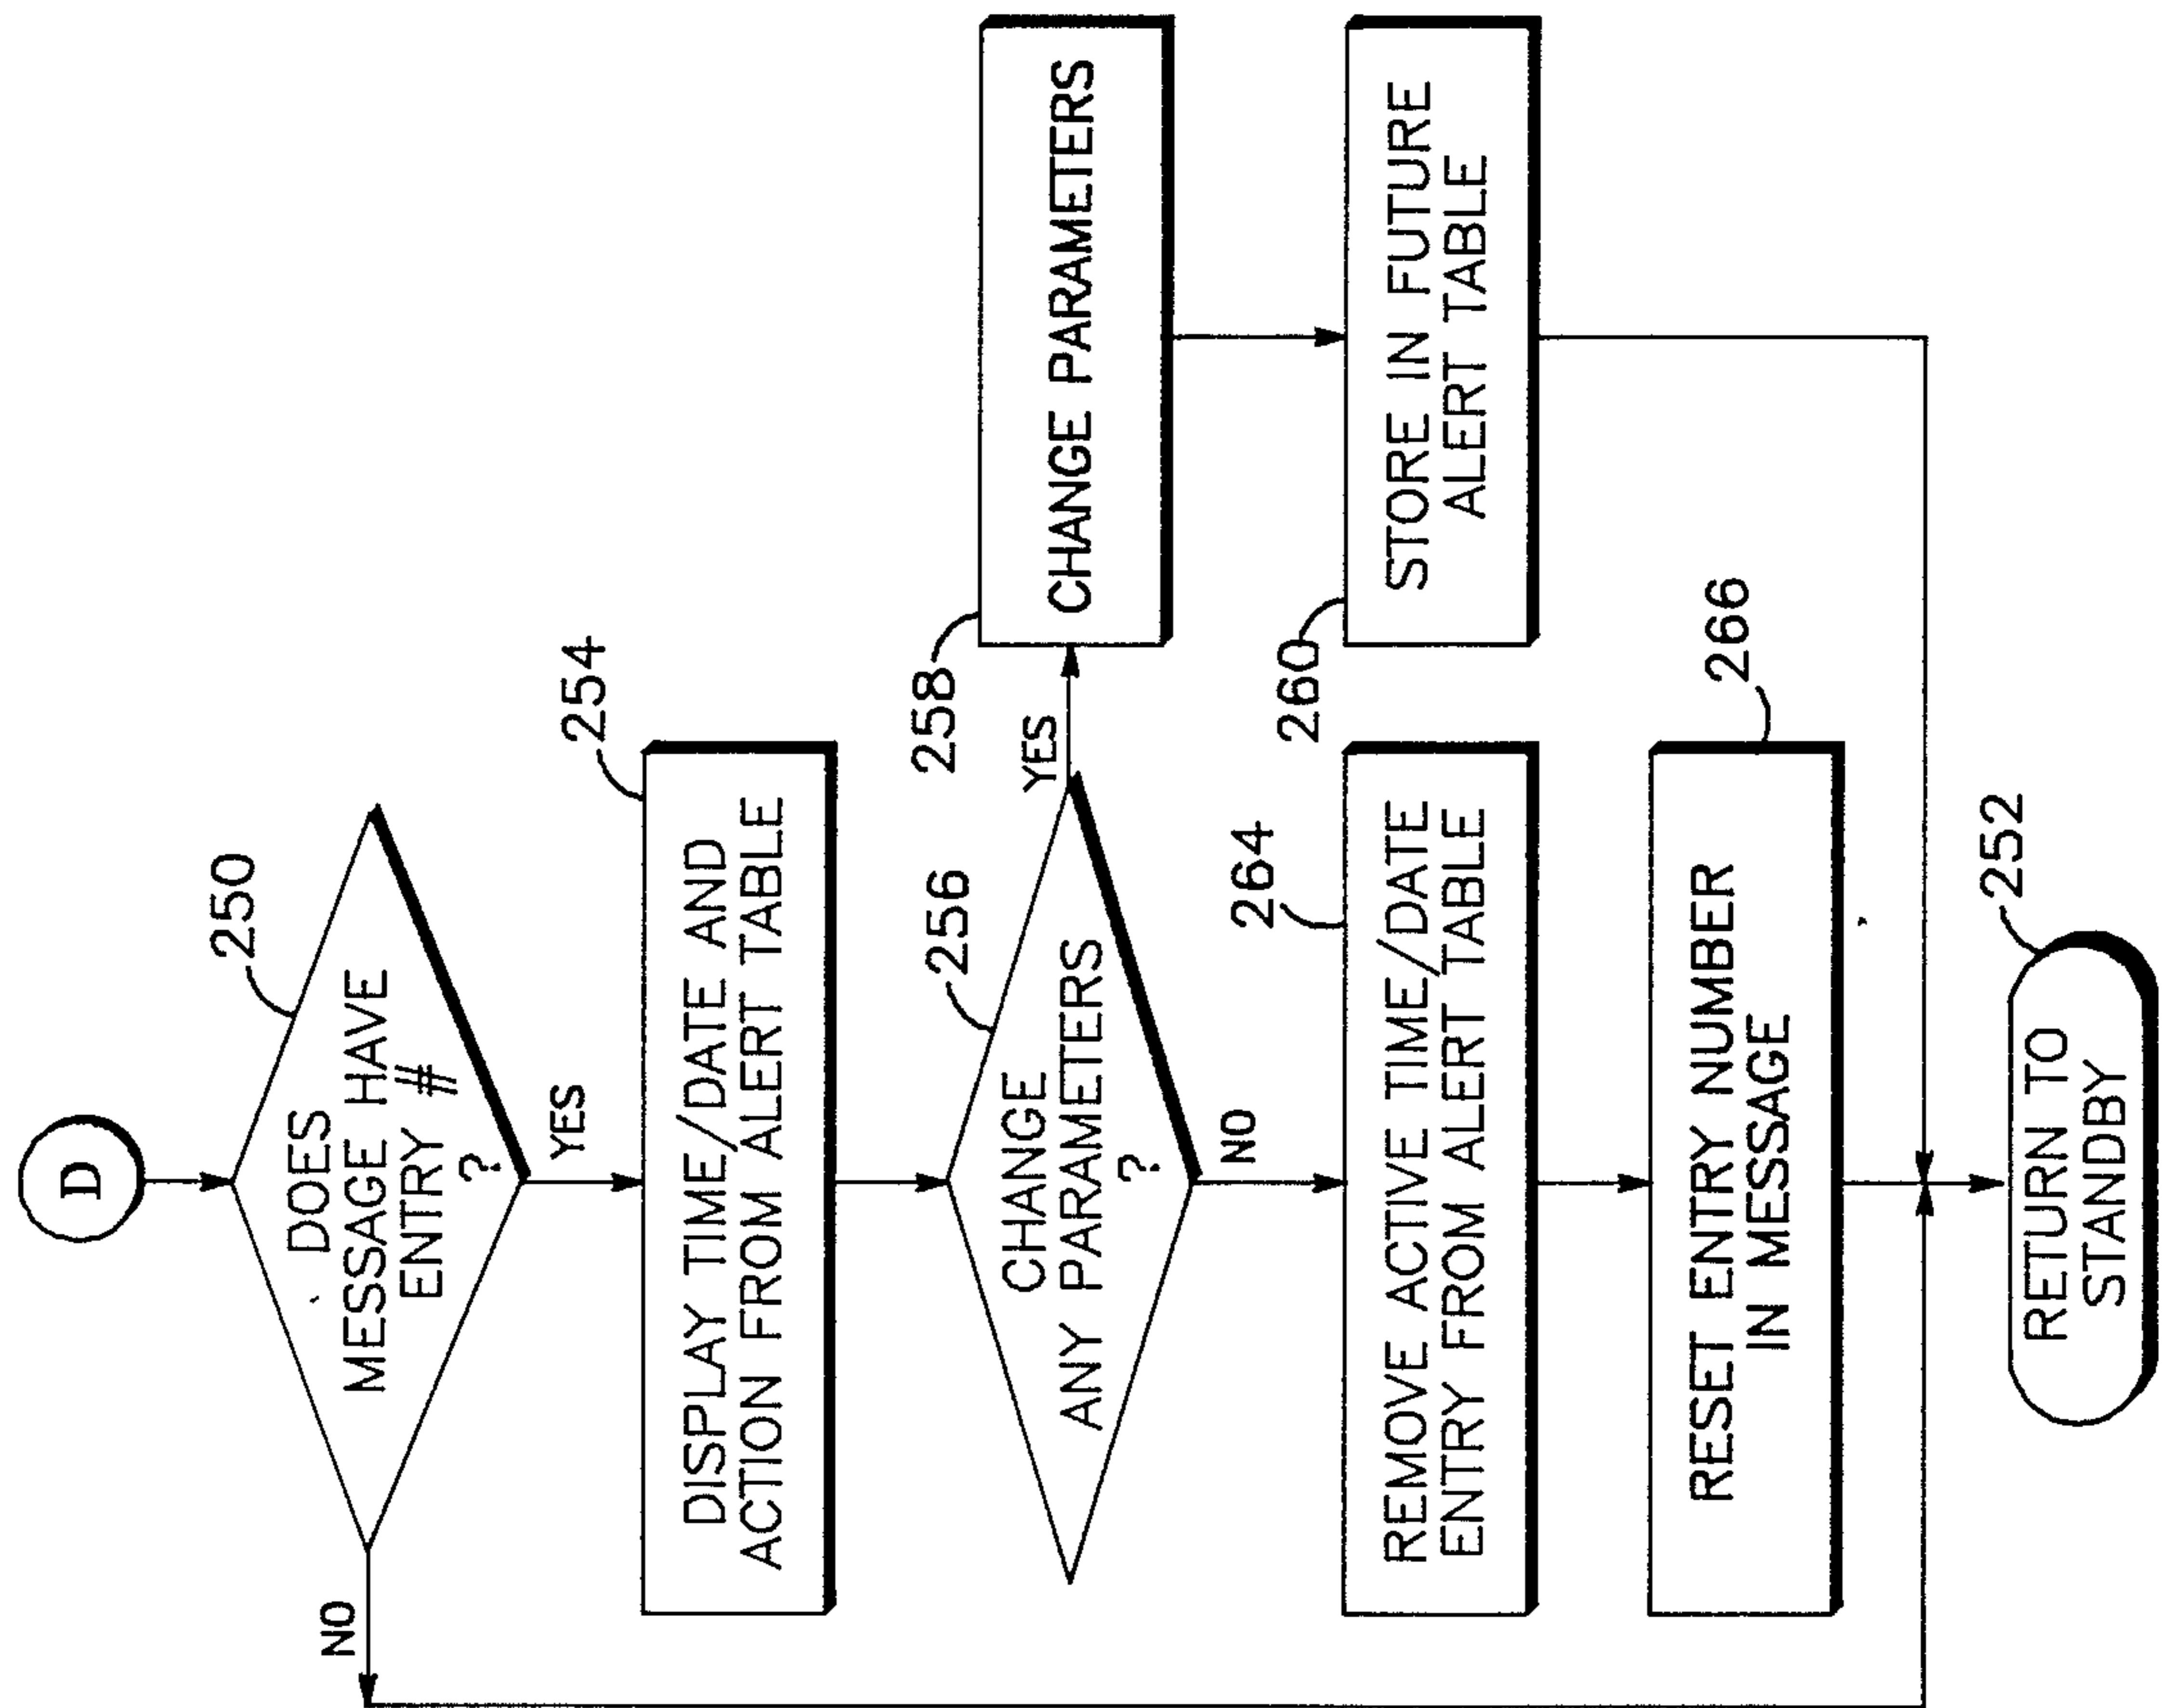 D
250
DOES
MESSAGE HAVE
ENTRY #
?
NO
YES
254
DISPLAY TIME/DATE AND
ACTION FROM ALERT TABLE
256
CHANGE
ANY PARAMETERS
?
YES
NO
258
CHANGE PARAMETERS
260
STORE IN FUTURE
ALERT TABLE
264
REMOVE ACTIVE TIME/DATE
ENTRY FROM ALERT TABLE
266
RESET ENTRY NUMBER
IN MESSAGE
252
RETURN TO
STANDBY